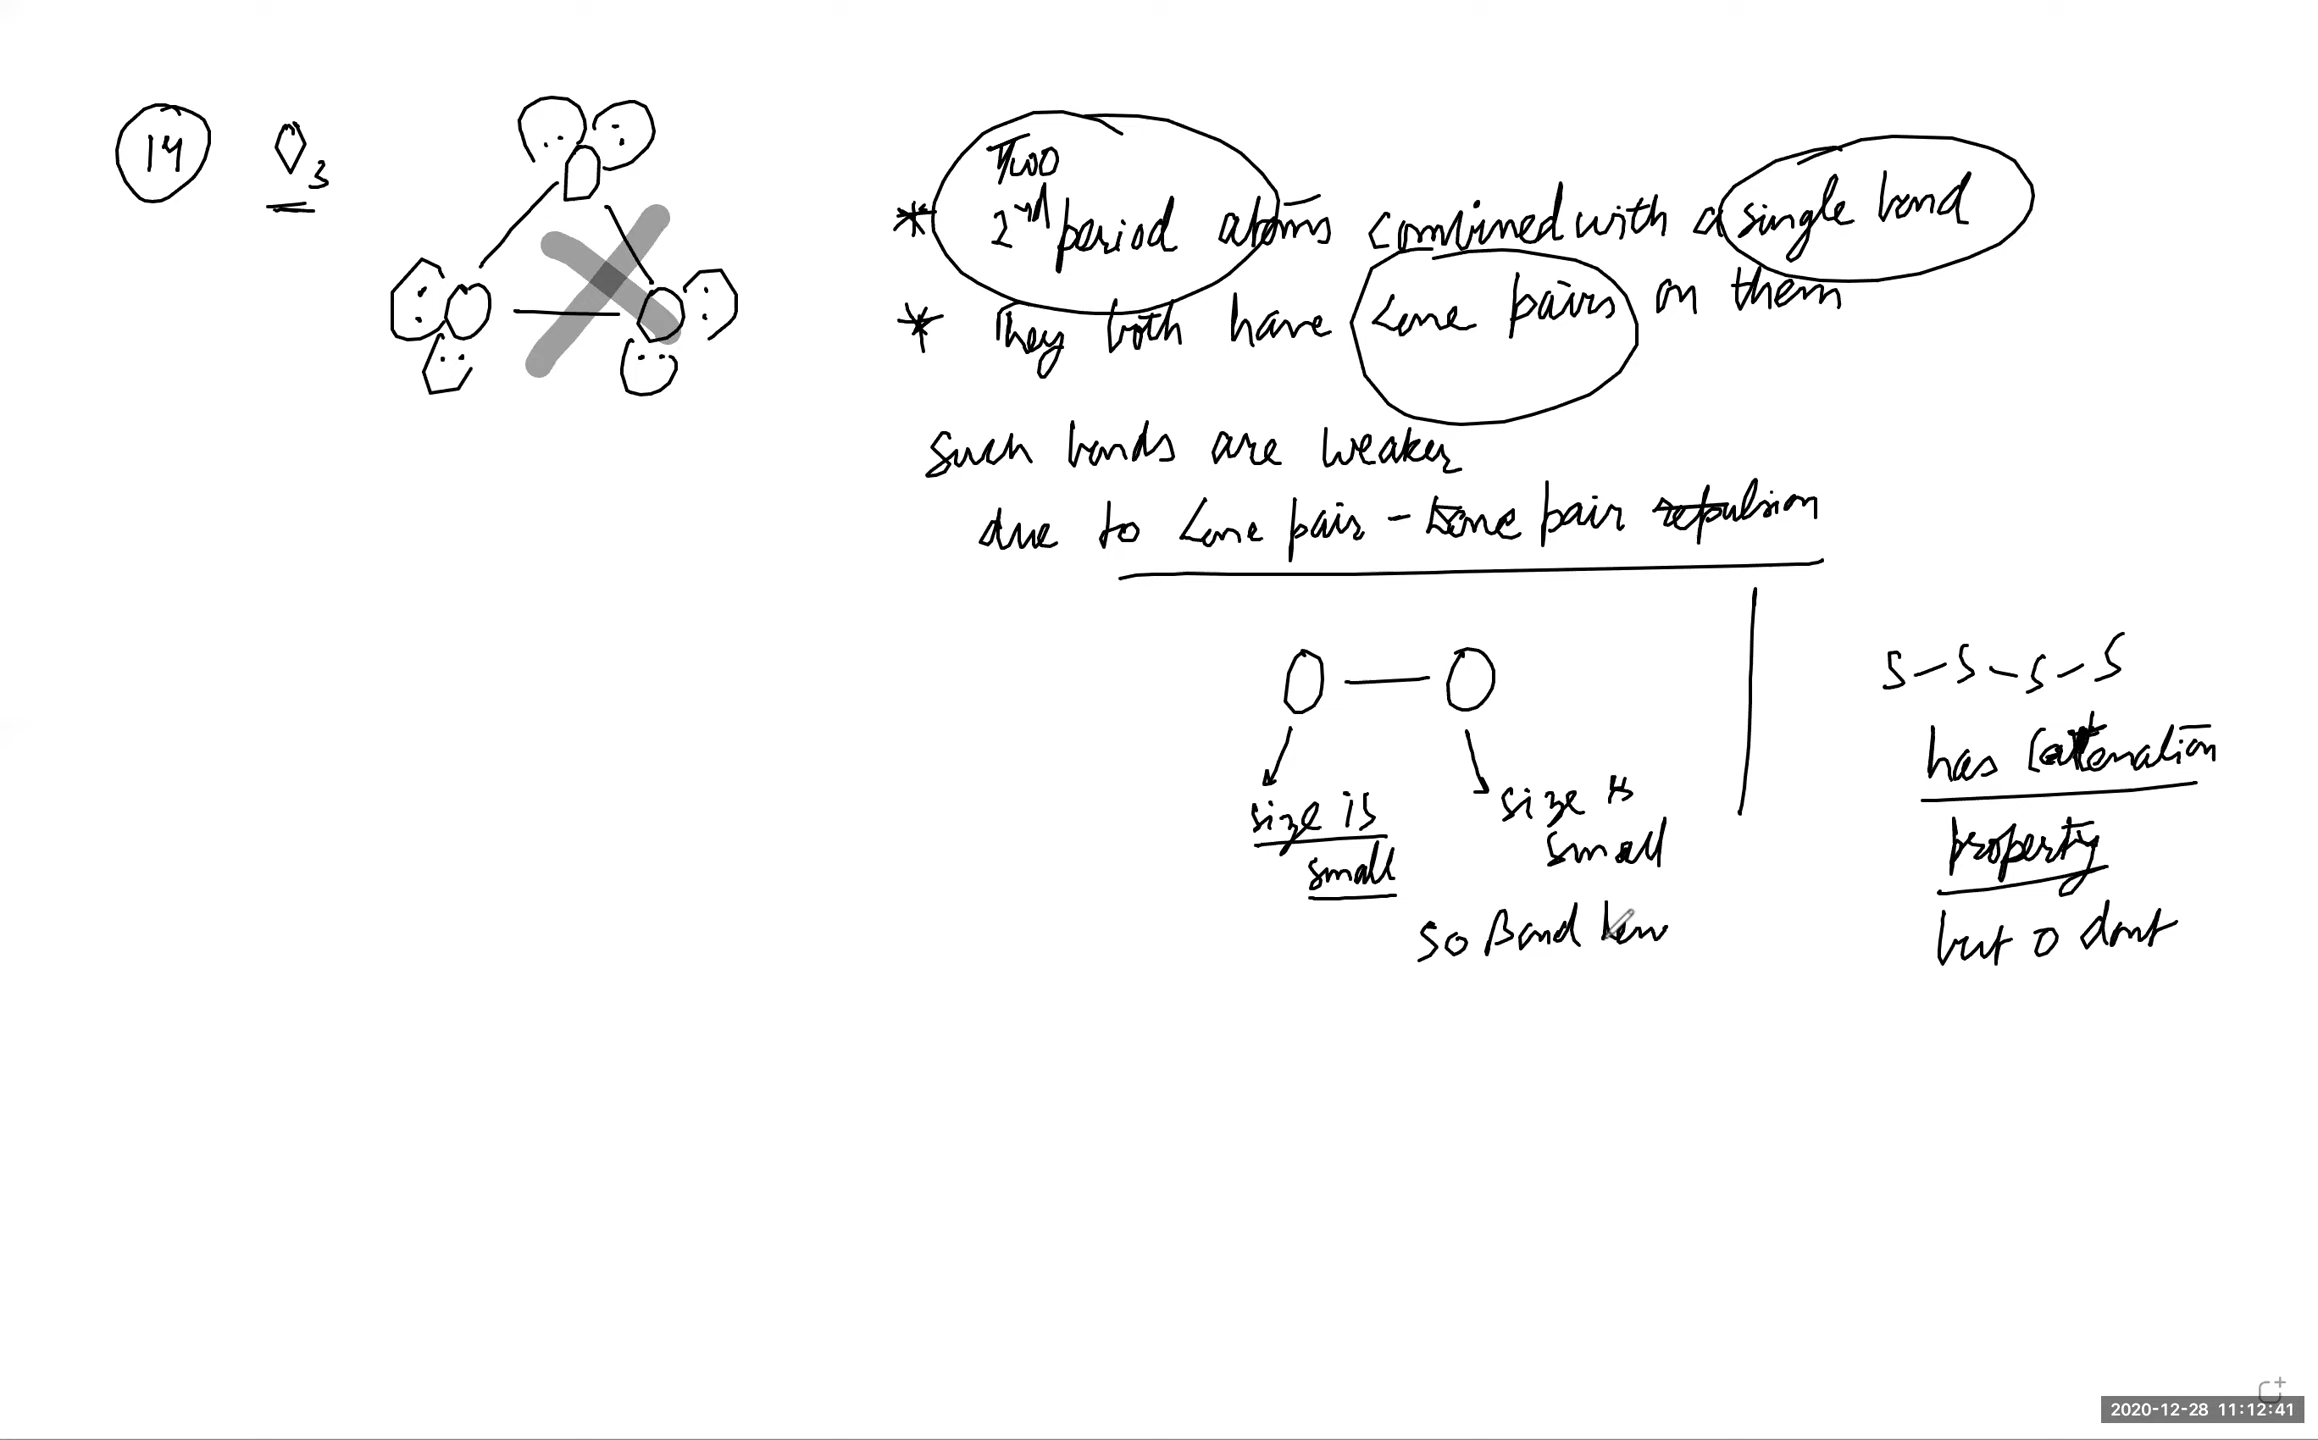 14 O3
O
O O
Two
* 2nd period atoms combined with a single bond
* They both have Lone pairs on them
Such bonds are weaker
due to Lone pair - Lone pair repulsion
O — O
size is
small
size is
small
so Bond len
S-S-S-S
has Catenation
property
but O dont
2020-12-28 11:12:41